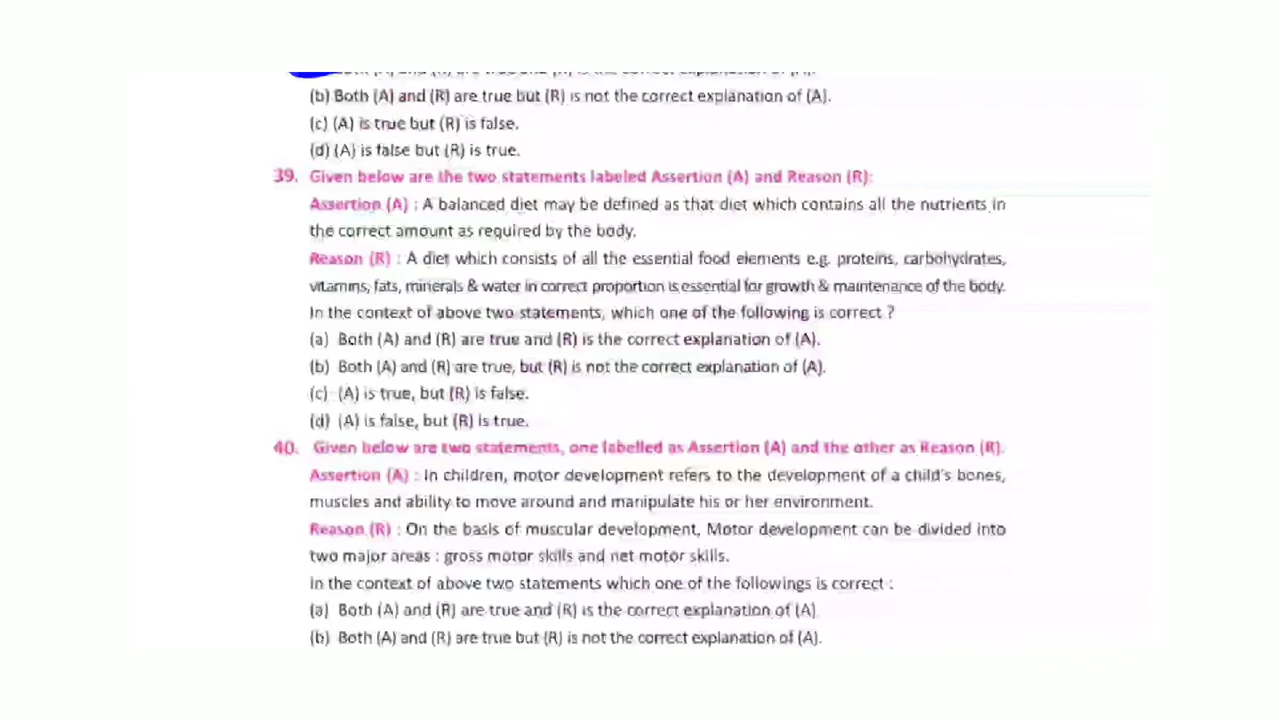 (b) Both (A) and (R) are true but (R) is not the correct explanation of (A).
(c) (A) is true but (R) is false.
(d) (A) is false but (R) is true.
39. Given below are the two statements labeled Assertion (A) and Reason (R):
Assertion (A) : A balanced diet may be defined as that diet which contains all the nutrients in
the correct amount as required by the body.
Reason (R) : A diet which consists of all the essential food elements e.g. proteins, carbohydrates,
vitamins, fats, minerals & water in correct proportion is essential for growth & maintenance of the body.
In the context of above two statements, which one of the following is correct ?
(a) Both (A) and (R) are true and (R) is the correct explanation of (A).
(b) Both (A) and (R) are true, but (R) is not the correct explanation of (A).
(c) (A) is true, but (R) is false.
(d) (A) is false, but (R) is true.
40. Given below are two statements, one labelled as Assertion (A) and the other as Reason (R).
Assertion (A) : In children, motor development refers to the development of a child's bones,
muscles and ability to move around and manipulate his or her environment.
Reason (R) : On the basis of muscular development, Motor development can be divided into
two major areas : gross motor skills and net motor skills.
In the context of above two statements which one of the followings is correct :
(a) Both (A) and (R) are true and (R) is the correct explanation of (A)
(b) Both (A) and (R) are true but (R) is not the correct explanation of (A).